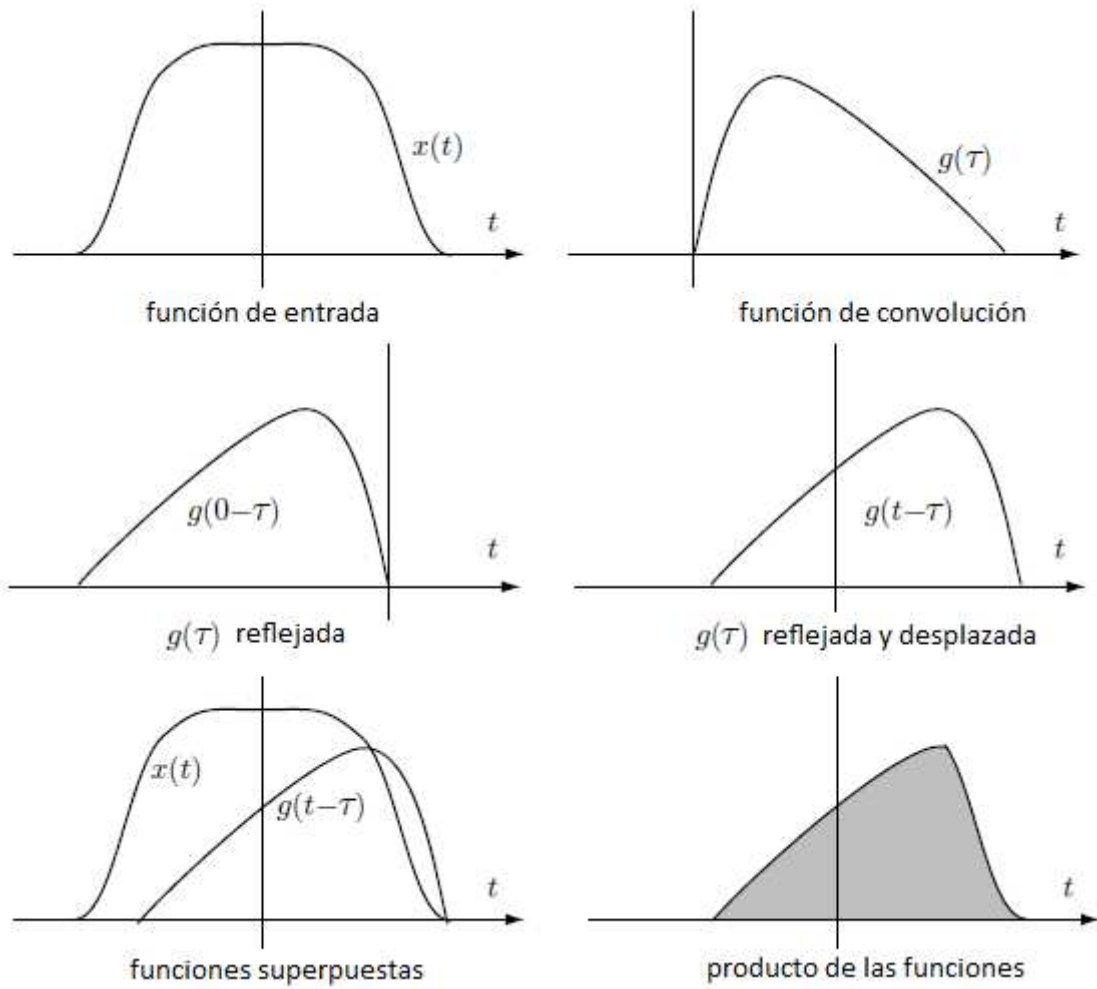 x(t)
t
función de entrada
g(τ)
t
función de convolución
g(0−τ)
t
g(τ) reflejada
g(t−τ)
t
g(τ) reflejada y desplazada
x(t)
g(t−τ)
t
funciones superpuestas
t
producto de las funciones